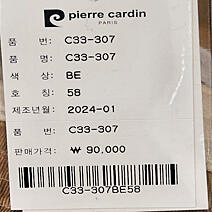 pierre cardin
PARIS
품 번: C33-307
품 명: C33-307
색 상: BE
호 칭: 58
제조년월: 2024-01
품 번: C33-307
판매가격: ₩ 90,000
C33-307BE58